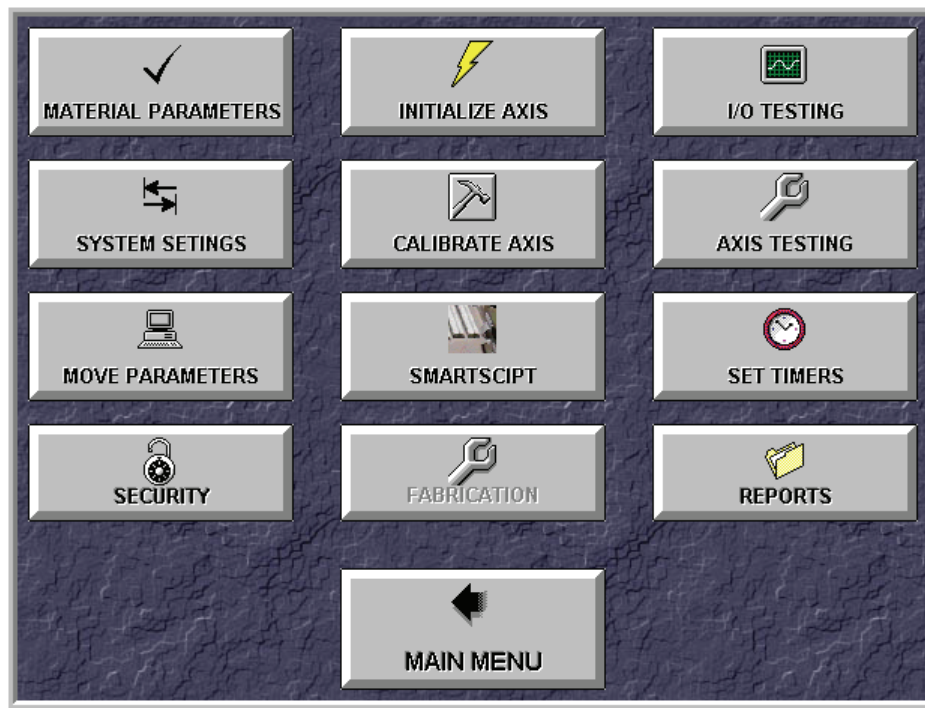 MATERIAL PARAMETERS
INITIALIZE AXIS
I/O TESTING
SYSTEM SETINGS
CALIBRATE AXIS
AXIS TESTING
MOVE PARAMETERS
SMARTSCIPT
SET TIMERS
SECURITY
FABRICATION
REPORTS
MAIN MENU